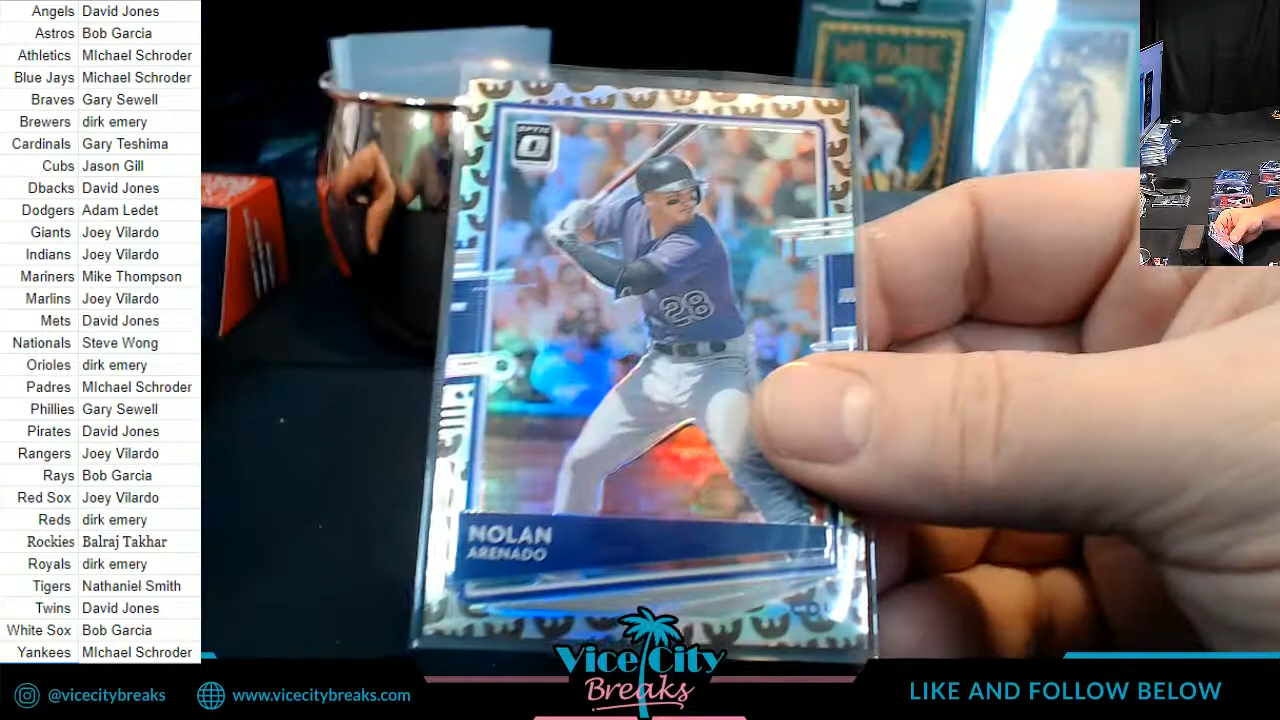 Angels David Jones
Astros Bob Garcia
Athletics MIchael Schroder
Blue Jays Michael Schroder
Braves Gary Sewell
Brewers dirk emery
Cardinals Gary Teshima
Cubs Jason Gill
Dbacks David Jones
Dodgers Adam Ledet
Giants Joey Vilardo
Indians Joey Vilardo
Mariners Mike Thompson
Marlins Joey Vilardo
Mets David Jones
Nationals Steve Wong
Orioles dirk emery
Padres MIchael Schroder
Phillies Gary Sewell
Pirates David Jones
Rangers Joey Vilardo
Rays Bob Garcia
Red Sox Joey Vilardo
Reds dirk emery
Rockies Balraj Takhar
Royals dirk emery
Tigers Nathaniel Smith
Twins David Jones
White Sox Bob Garcia
Yankees MIchael Schroder
OPTIC
28
NOLAN
ARENADO
Vice City
Breaks
@vicecitybreaks
www.vicecitybreaks.com
LIKE AND FOLLOW BELOW